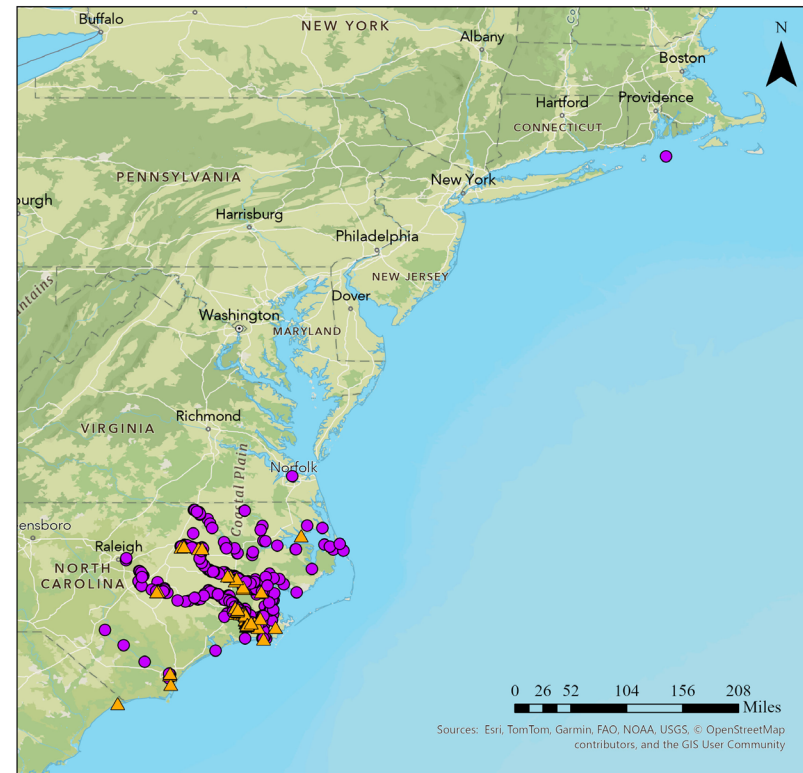 Buffalo
NEW YORK
Albany
N
Boston
Hartford
Providence
CONNECTICUT
PENNSYLVANIA
New York
burgh
Harrisburg
Philadelphia
NEW JERSEY
Dover
ntains
Washington
MARYLAND
Richmond
VIRGINIA
Coastal Plain
Norfolk
ensboro
Raleigh
NORTH
CAROLINA
0 26 52 104 156 208
Miles
Sources: Esri, TomTom, Garmin, FAO, NOAA, USGS, © OpenStreetMap
contributors, and the GIS User Community